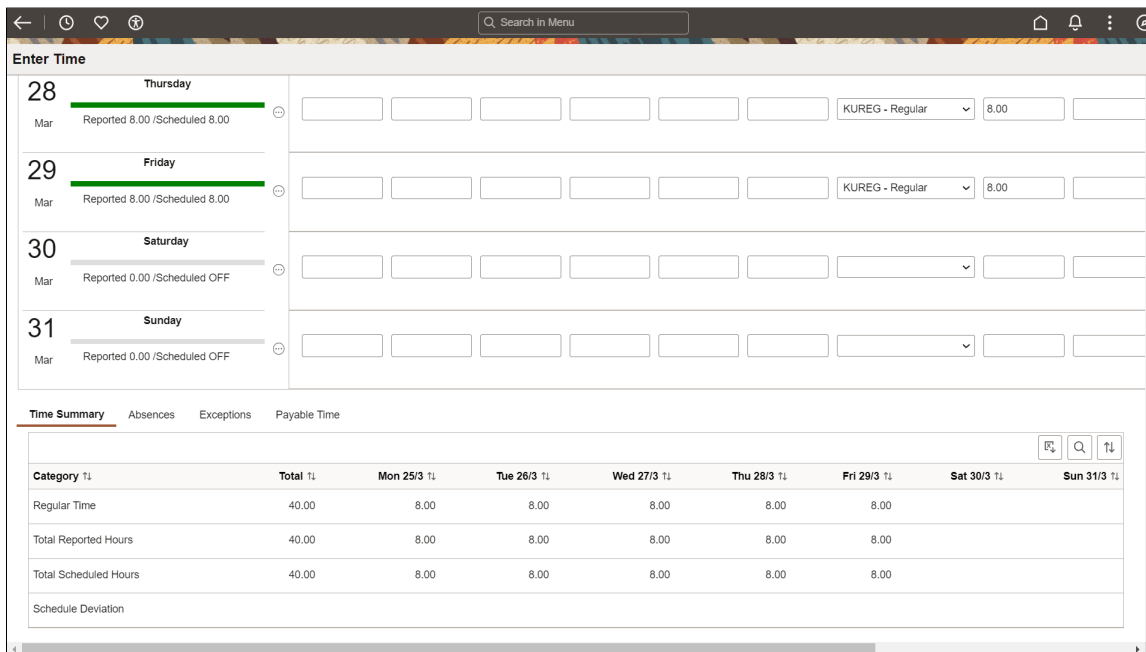 Search in Menu
Enter Time
28 Thursday
Mar Reported 8.00 /Scheduled 8.00 KUREG - Regular 8.00
29 Friday
Mar Reported 8.00 /Scheduled 8.00 KUREG - Regular 8.00
30 Saturday
Mar Reported 0.00 /Scheduled OFF
31 Sunday
Mar Reported 0.00 /Scheduled OFF
Time Summary Absences Exceptions Payable Time
Category Total Mon 25/3 Tue 26/3 Wed 27/3 Thu 28/3 Fri 29/3 Sat 30/3 Sun 31/3
Regular Time 40.00 8.00 8.00 8.00 8.00 8.00
Total Reported Hours 40.00 8.00 8.00 8.00 8.00 8.00
Total Scheduled Hours 40.00 8.00 8.00 8.00 8.00 8.00
Schedule Deviation